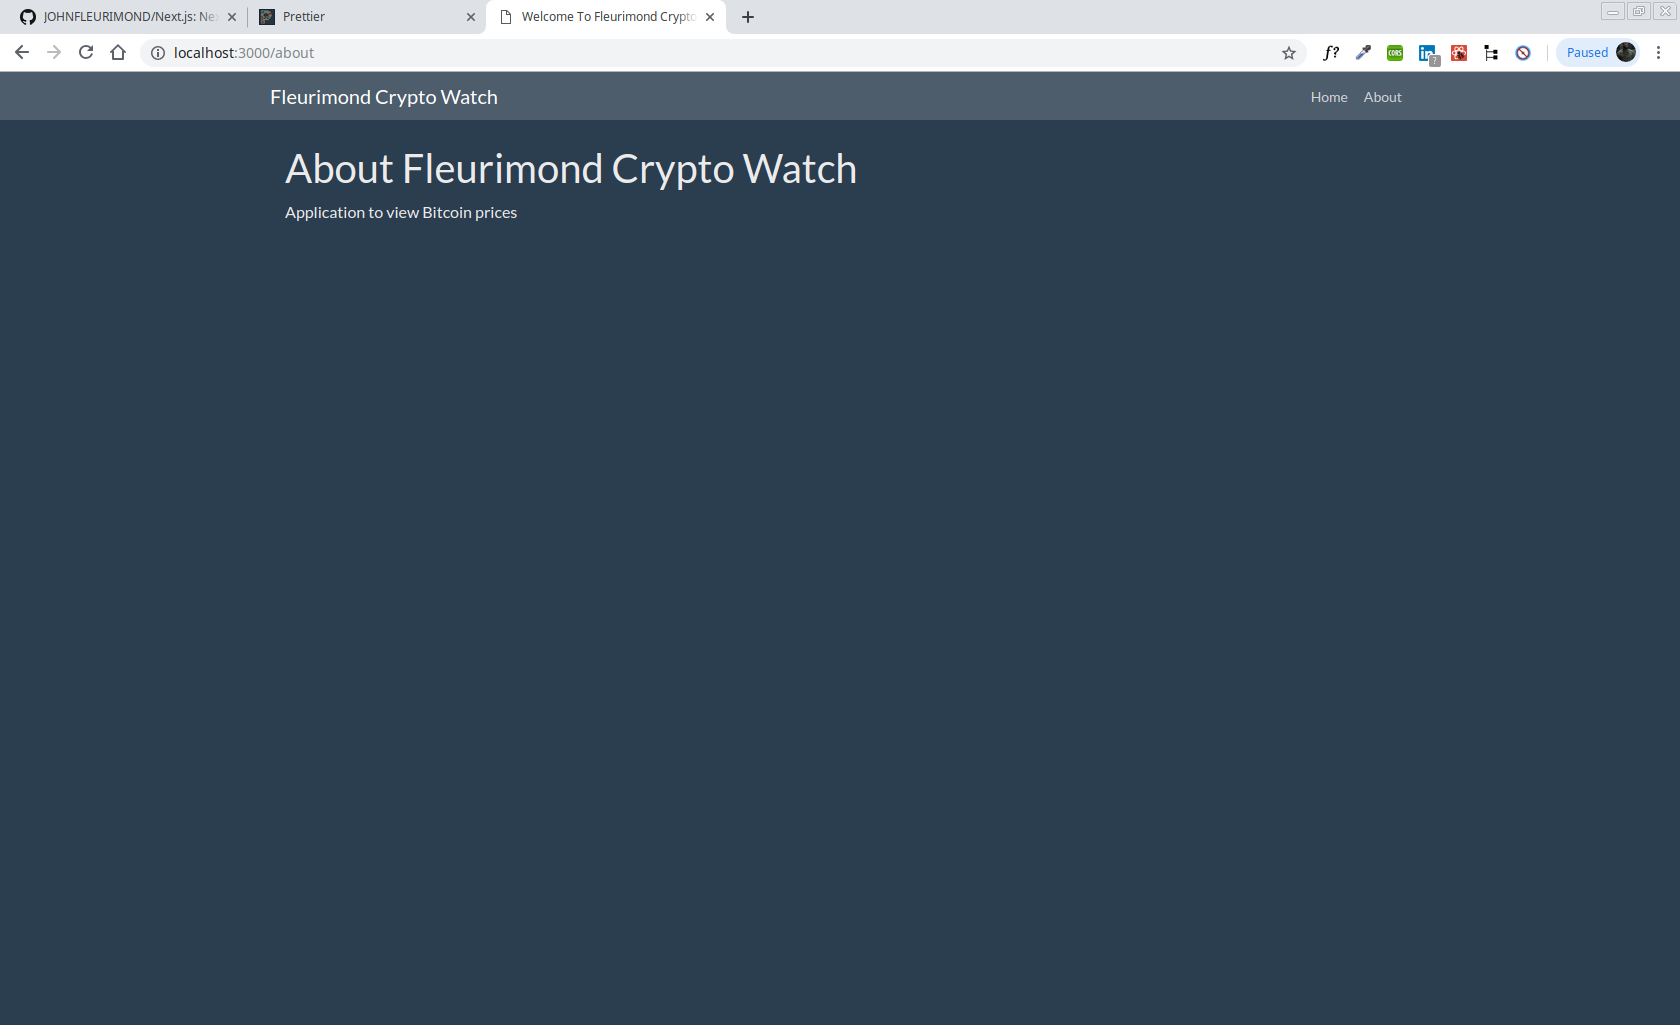 JOHNFLEURIMOND/Next.js: Ne
Prettier
Welcome To Fleurimond Crypto
localhost:3000/about
f?
CORS
in
?
Paused
Fleurimond Crypto Watch
Home
About
About Fleurimond Crypto Watch
Application to view Bitcoin prices